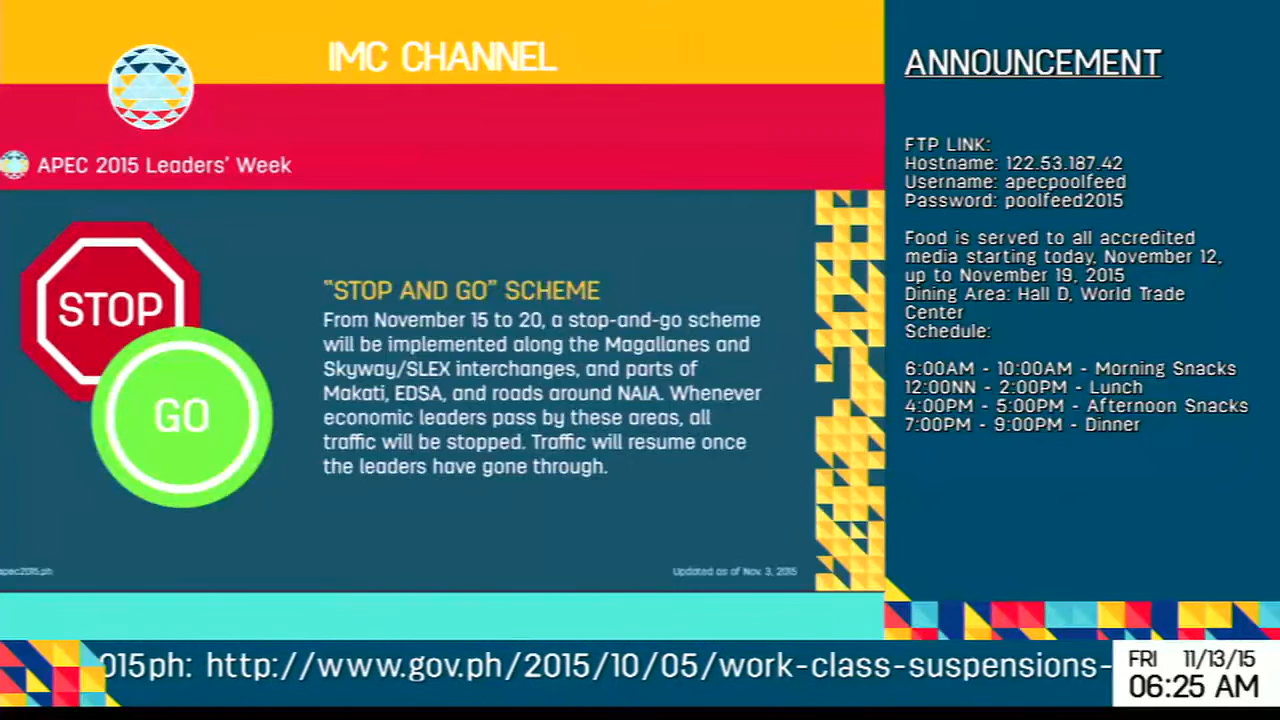 IMC CHANNEL
APEC 2015 Leaders' Week
STOP
GO
"STOP AND GO" SCHEME
From November 15 to 20, a stop-and-go scheme
will be implemented along the Magallanes and
Skyway/SLEX interchanges, and parts of
Makati, EDSA, and roads around NAIA. Whenever
economic leaders pass by these areas, all
traffic will be stopped. Traffic will resume once
the leaders have gone through.
apec2015.ph
Updated as of Nov. 3, 2015
ANNOUNCEMENT
FTP LINK:
Hostname: 122.53.187.42
Username: apecpoolfeed
Password: poolfeed2015
Food is served to all accredited
media starting today, November 12,
up to November 19, 2015
Dining Area: Hall D, World Trade
Center
Schedule:
6:00AM - 10:00AM - Morning Snacks
12:00NN - 2:00PM - Lunch
4:00PM - 5:00PM - Afternoon Snacks
7:00PM - 9:00PM - Dinner
015ph: http://www.gov.ph/2015/10/05/work-class-suspensions-
FRI 11/13/15
06:25 AM